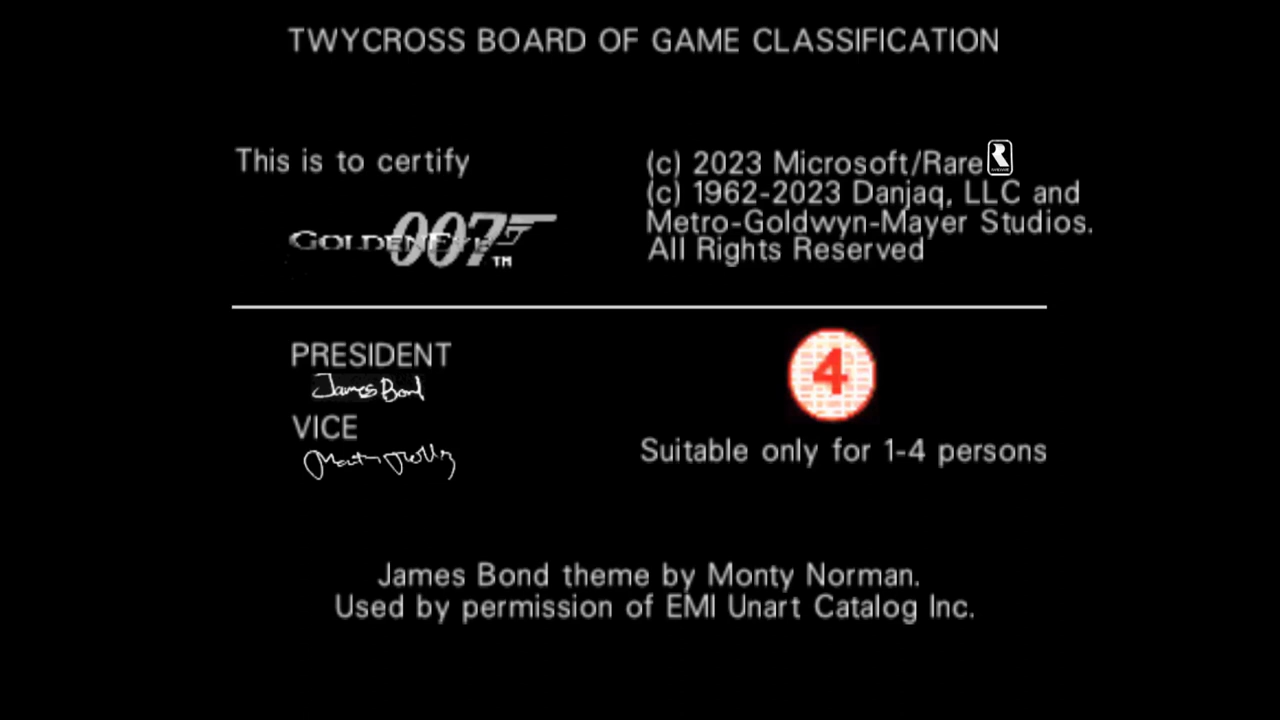 TWYCROSS BOARD OF GAME CLASSIFICATION
This is to certify
GOLDENEYE 007 TM
(c) 2023 Microsoft/Rare
(c) 1962-2023 Danjaq, LLC and
Metro-Goldwyn-Mayer Studios.
All Rights Reserved
PRESIDENT
James Bond
VICE
4
Suitable only for 1-4 persons
James Bond theme by Monty Norman.
Used by permission of EMI Unart Catalog Inc.